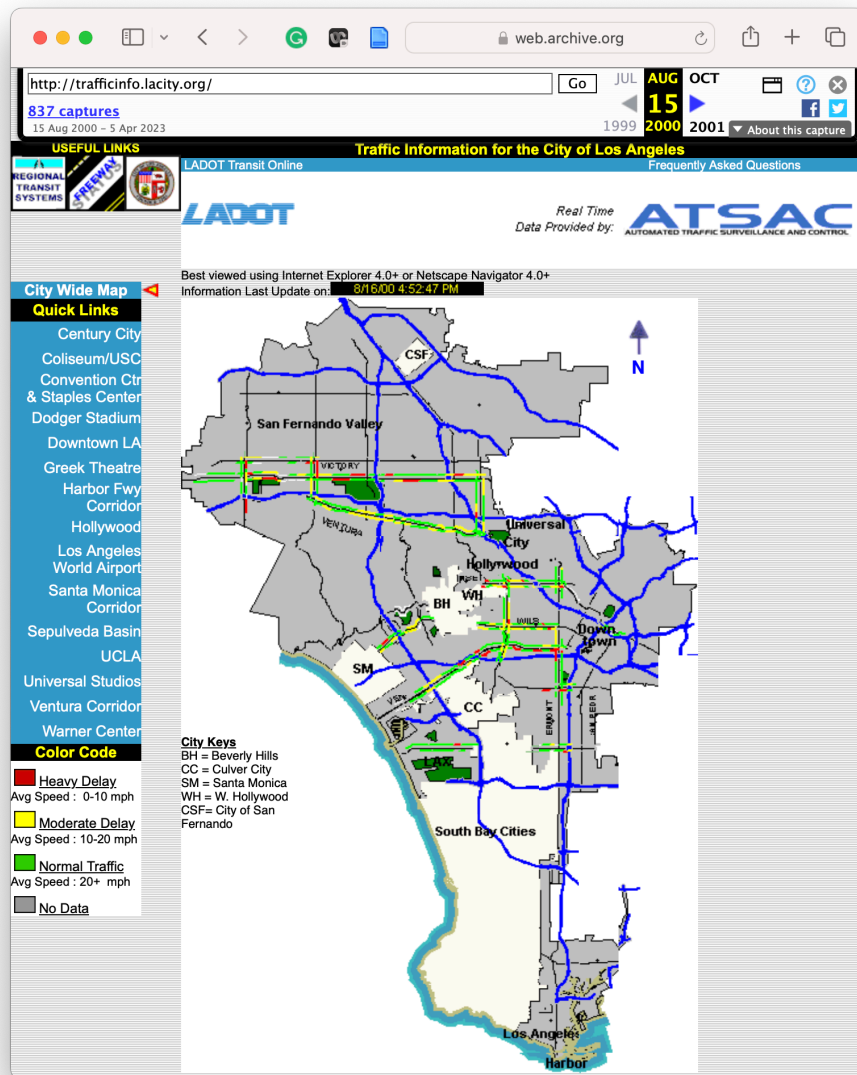 web.archive.org
http://trafficinfo.lacity.org/
Go
JUL AUG OCT
837 captures
15
15 Aug 2000 – 5 Apr 2023
1999 2000 2001
▼ About this capture
USEFUL LINKS
Traffic Information for the City of Los Angeles
REGIONAL
TRANSIT
SYSTEMS
FREEWAY
STATUS
LADOT Transit Online
Frequently Asked Questions
LADOT
Real Time
Data Provided by:
ATSAC
AUTOMATED TRAFFIC SURVEILLANCE AND CONTROL
Best viewed using Internet Explorer 4.0+ or Netscape Navigator 4.0+
Information Last Update on: 8/16/00 4:52:47 PM
City Wide Map
Quick Links
Century City
Coliseum/USC
Convention Ctr
& Staples Center
Dodger Stadium
Downtown LA
Greek Theatre
Harbor Fwy
Corridor
Hollywood
Los Angeles
World Airport
Santa Monica
Corridor
Sepulveda Basin
UCLA
Universal Studios
Ventura Corridor
Warner Center
Color Code
Heavy Delay
Avg Speed : 0-10 mph
Moderate Delay
Avg Speed : 10-20 mph
Normal Traffic
Avg Speed : 20+ mph
No Data
N
CSF
San Fernando Valley
VICTORY
VENTURA
Universal
City
Hollywood
WH
BH
WILS
Down
town
SM
CC
ERMONT
LAX
South Bay Cities
Los Angeles
Harbor
City Keys
BH = Beverly Hills
CC = Culver City
SM = Santa Monica
WH = W. Hollywood
CSF= City of San
Fernando